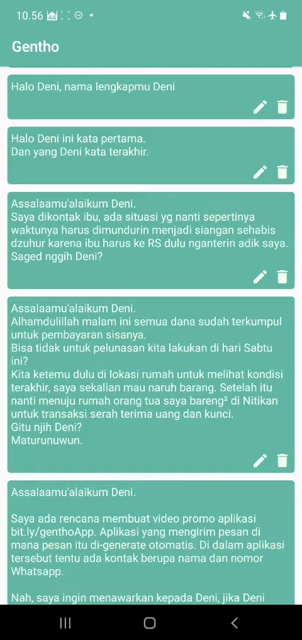 10.56
Gentho
Halo Deni, nama lengkapmu Deni
Halo Deni ini kata pertama.
Dan yang Deni kata terakhir.
Assalaamu'alaikum Deni.
Saya dikontak ibu, ada situasi yg nanti sepertinya
waktunya harus dimundurin menjadi siangan sehabis
dzuhur karena ibu harus ke RS dulu nganterin adik saya.
Saged nggih Deni?
Assalaamu'alaikum Deni.
Alhamdulillah malam ini semua dana sudah terkumpul
untuk pembayaran sisanya.
Bisa tidak untuk pelunasan kita lakukan di hari Sabtu
ini?
Kita ketemu dulu di lokasi rumah untuk melihat kondisi
terakhir, saya sekalian mau naruh barang. Setelah itu
nanti menuju rumah orang tua saya bareng² di Nitikan
untuk transaksi serah terima uang dan kunci.
Gitu njih Deni?
Maturunuwun.
Assalaamu'alaikum Deni.
Saya ada rencana membuat video promo aplikasi
bit.ly/genthoApp. Aplikasi yang mengirim pesan di
mana pesan itu di-generate otomatis. Di dalam aplikasi
tersebut tentu ada kontak berupa nama dan nomor
Whatsapp.
Nah, saya ingin menawarkan kepada Deni, jika Deni